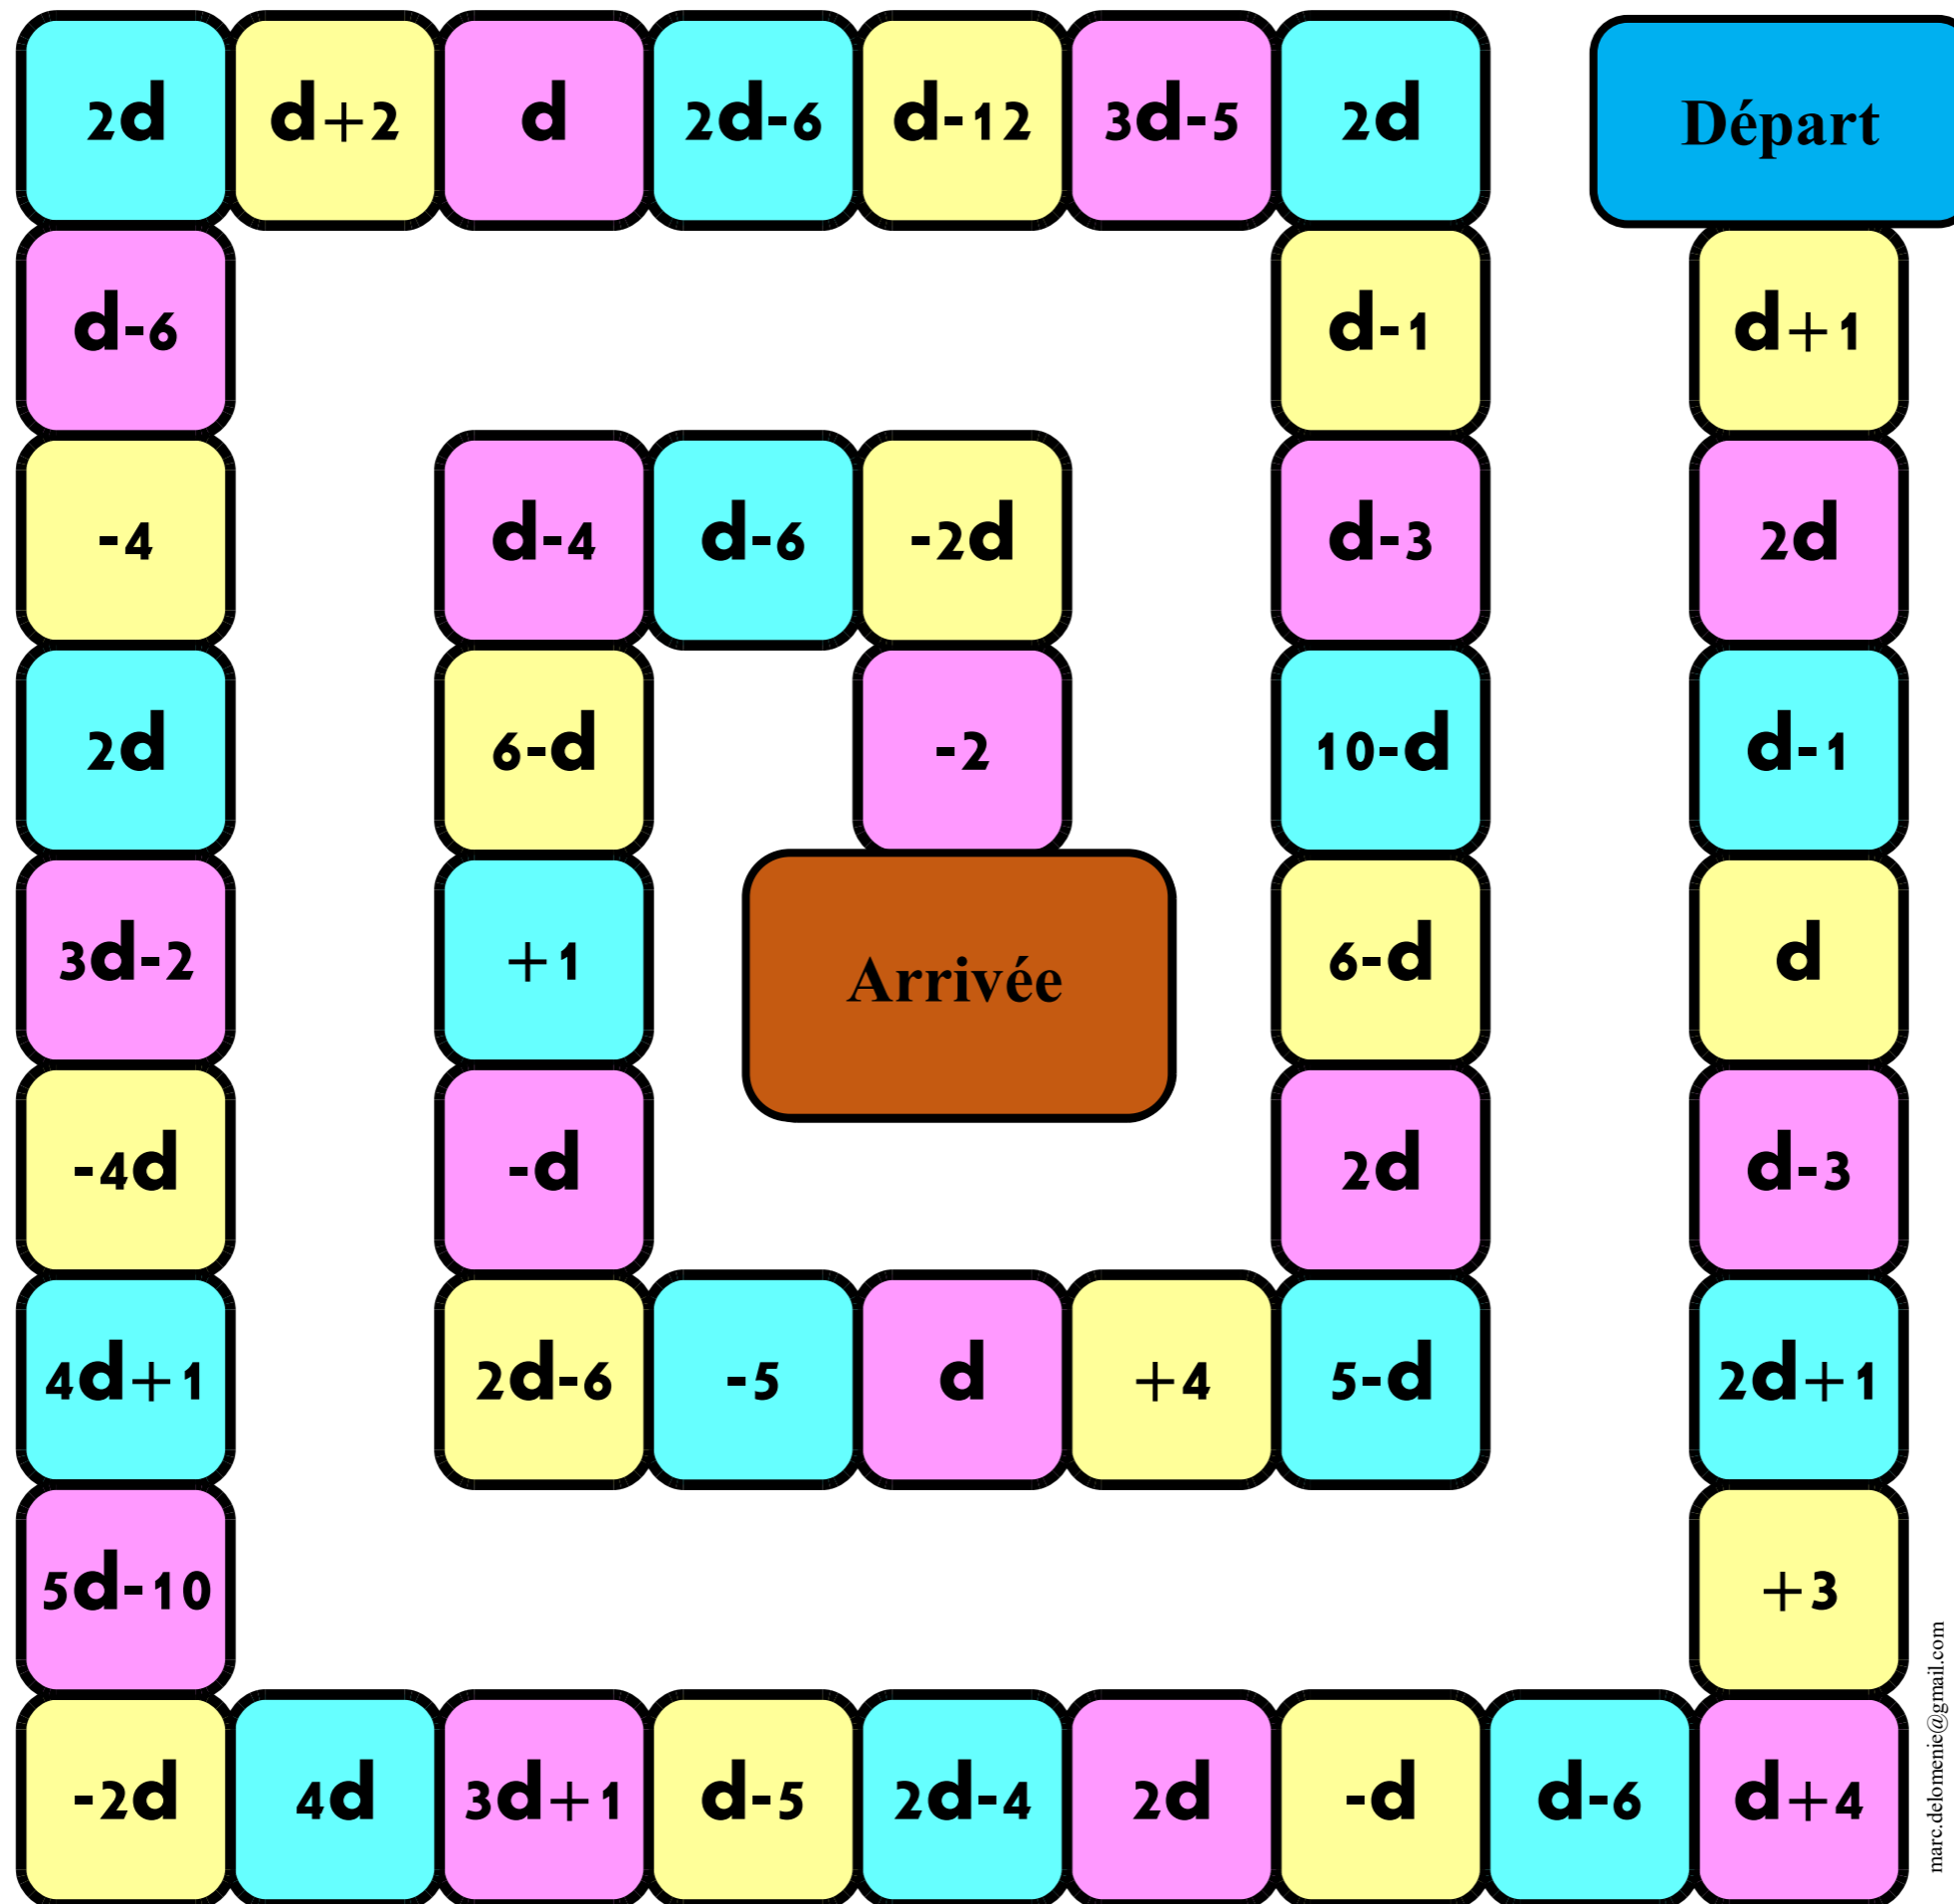 2d d+2 d 2d-6 d-12 3d-5 2d Départ
d-6 d-1 d+1
-4 d-4 d-6 -2d d-3 2d
2d 6-d -2 10-d d-1
3d-2 +1 Arrivée 6-d d
-4d -d 2d d-3
4d+1 2d-6 -5 d +4 5-d 2d+1
5d-10 +3
-2d 4d 3d+1 d-5 2d-4 2d -d d-6 d+4
marc.delomenie@gmail.com